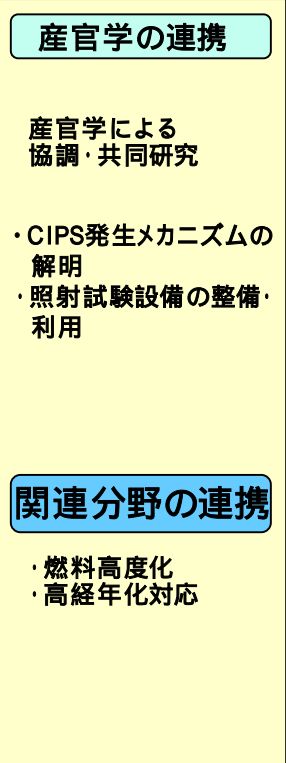 産官学の連携
産官学による
協調・共同研究
・CIPS発生メカニズムの
解明
・照射試験設備の整備・
利用
関連分野の連携
・燃料高度化
・高経年化対応